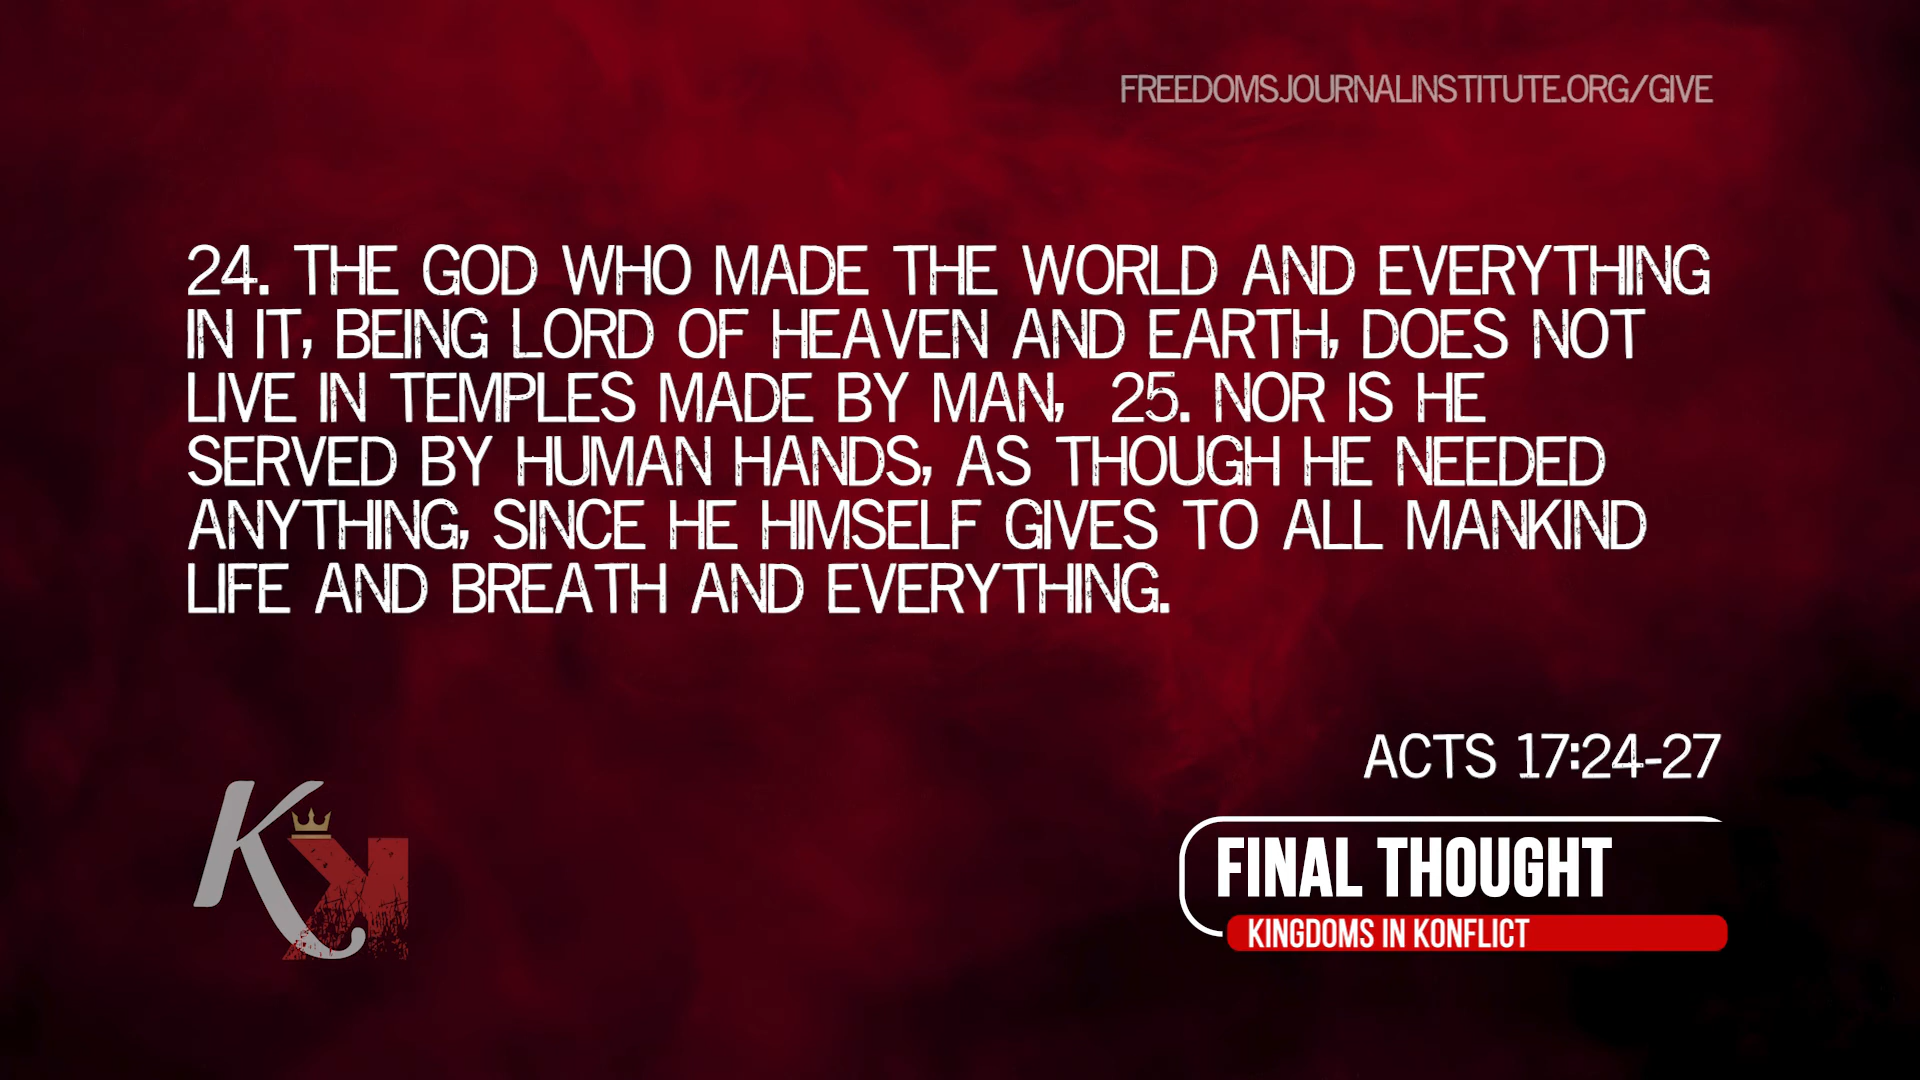 FREEDOMSJOURNALINSTITUTE.ORG/GIVE
24. THE GOD WHO MADE THE WORLD AND EVERYTHING
IN IT, BEING LORD OF HEAVEN AND EARTH, DOES NOT
LIVE IN TEMPLES MADE BY MAN, 25. NOR IS HE
SERVED BY HUMAN HANDS, AS THOUGH HE NEEDED
ANYTHING, SINCE HE HIMSELF GIVES TO ALL MANKIND
LIFE AND BREATH AND EVERYTHING.
ACTS 17:24-27
KK
FINAL THOUGHT
KINGDOMS IN KONFLICT